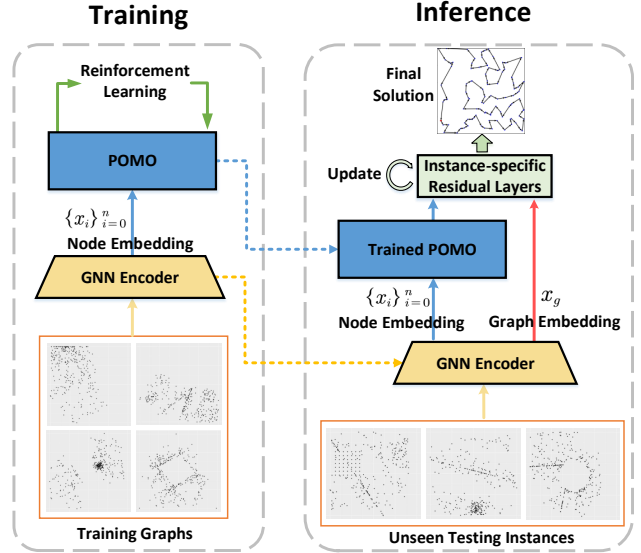 Training
Reinforcement
Learning
POMO
{x_i}_{i=0}^n
Node Embedding
GNN Encoder
Training Graphs
Inference
Final
Solution
Update
Instance-specific
Residual Layers
Trained POMO
{x_i}_{i=0}^n
Node Embedding
x_g
Graph Embedding
GNN Encoder
Unseen Testing Instances